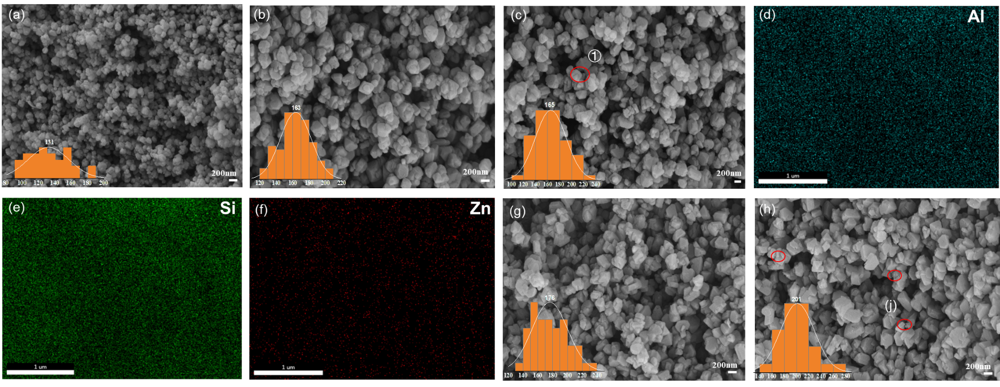 (a)
131
200nm
80 100 120 140 160 180 200
(b)
163
200nm
120 140 160 180 200 220
(c)
①
165
200nm
100 120 140 160 180 200 220 240
(d)
Al
1 um
(e)
Si
1 um
(f)
Zn
1 um
(g)
176
200nm
120 140 160 180 200 220 240
(h)
(j)
201
200nm
140 160 180 200 220 240 260 280